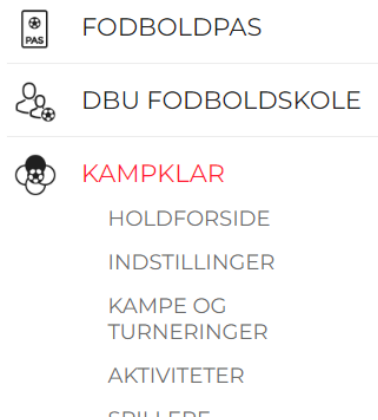 PAS
FODBOLDPAS
DBU FODBOLDSKOLE
KAMPKLAR
HOLDFORSIDE
INDSTILLINGER
KAMPE OG
TURNERINGER
AKTIVITETER